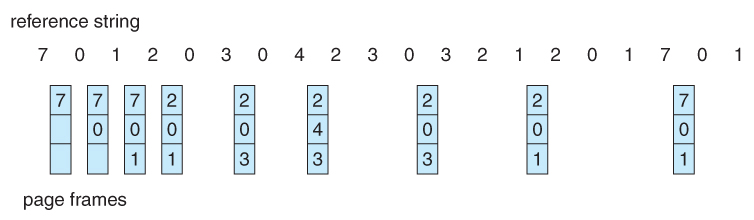 reference string
7 0 1 2 0 3 0 4 2 3 0 3 2 1 2 0 1 7 0 1
7 7 7 2 2 2 2 2 7
0 0 0 0 4 0 0 0
1 1 3 3 3 1 1
page frames